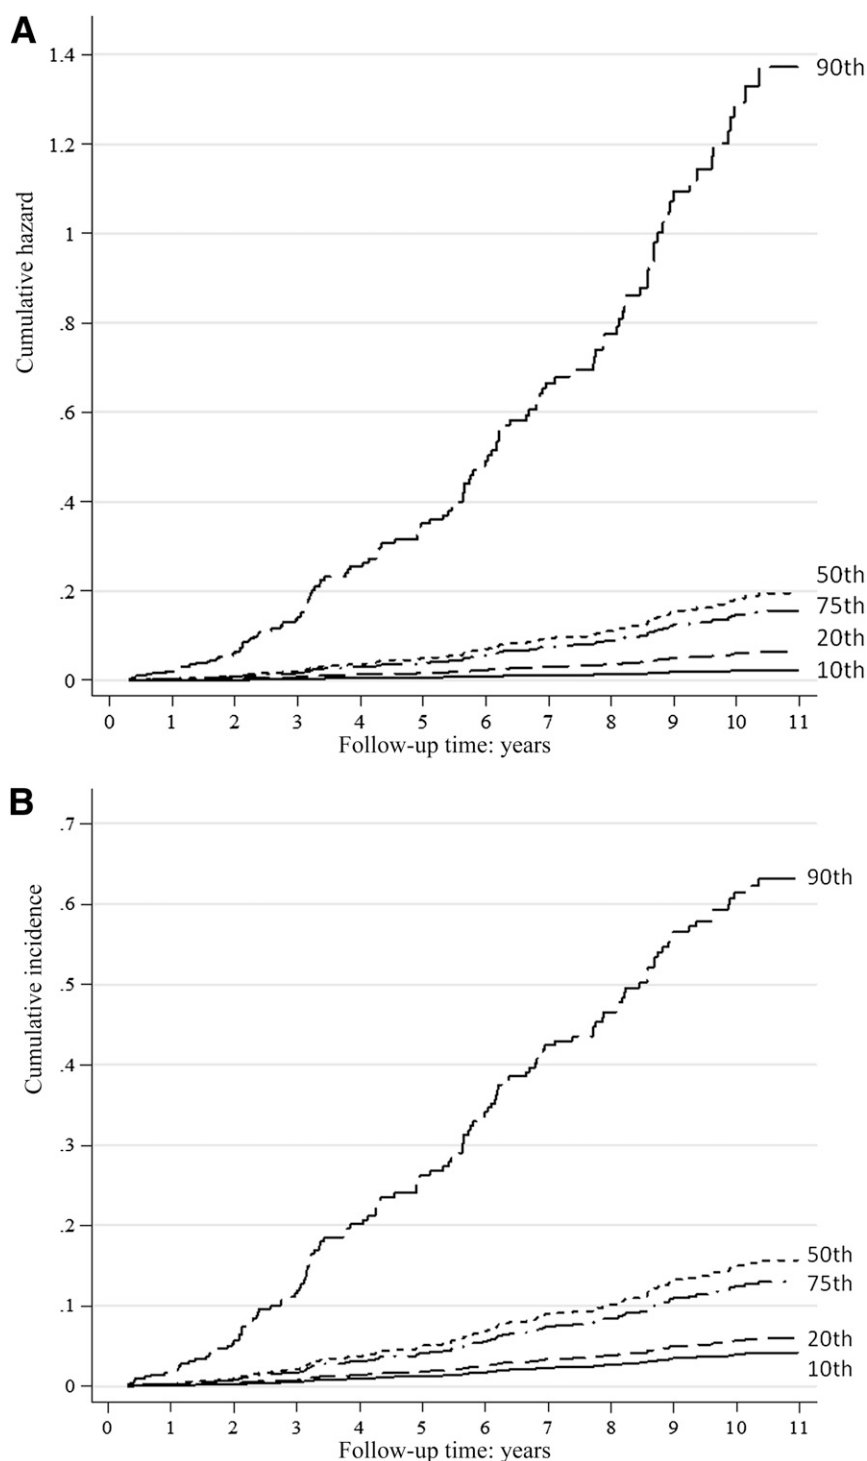 A
1.4
90th
1.2
1
.8
.6
.4
.2
0
Cumulative hazard
50th
75th
20th
10th
0 1 2 3 4 5 6 7 8 9 10 11
Follow-up time: years
B
.7
90th
.6
.5
.4
.3
.2
.1
0
Cumulative incidence
50th
75th
20th
10th
0 1 2 3 4 5 6 7 8 9 10 11
Follow-up time: years